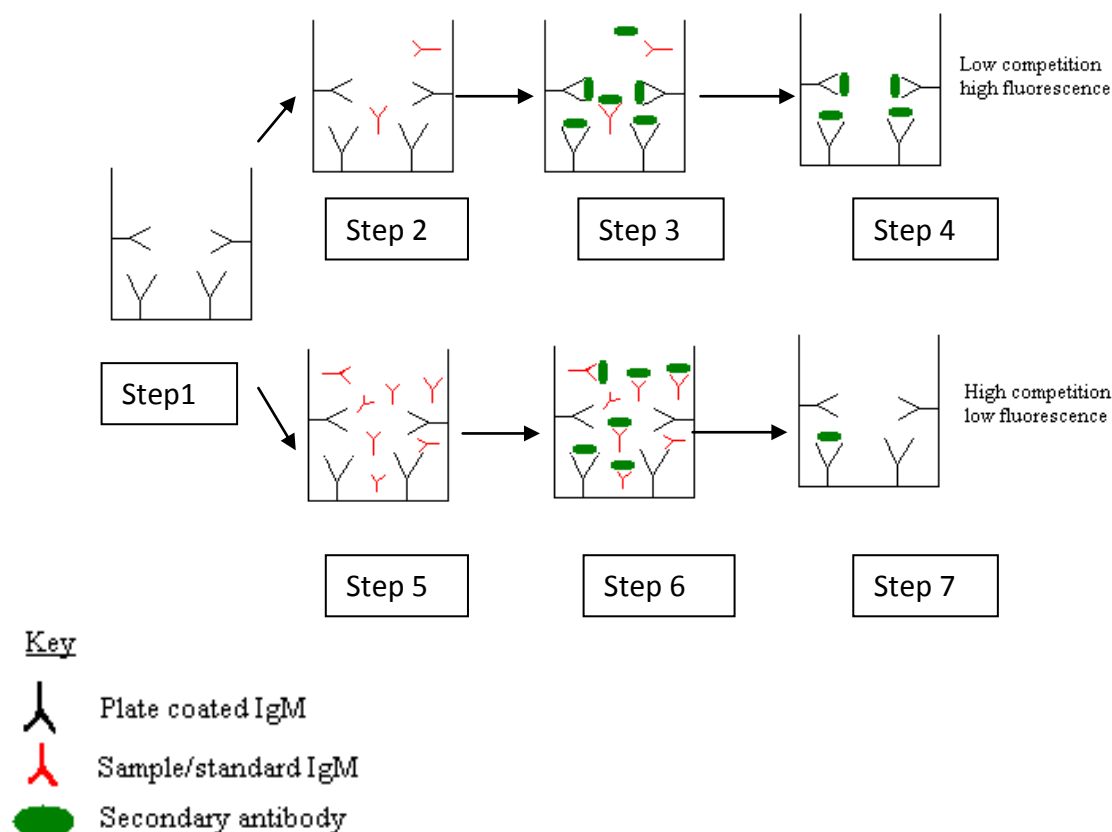 Low competition
high fluorescence
Step 2
Step 3
Step 4
Step1
High competition
low fluorescence
Step 5
Step 6
Step 7
Key
Plate coated IgM
Sample/standard IgM
Secondary antibody